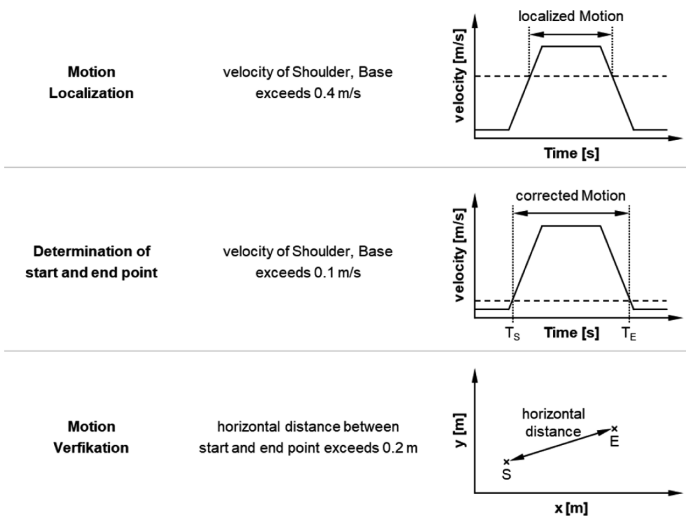 Motion
Localization
velocity of Shoulder, Base
exceeds 0.4 m/s
localized Motion
velocity [m/s]
Time [s]
Determination of
start and end point
velocity of Shoulder, Base
exceeds 0.1 m/s
corrected Motion
velocity [m/s]
TS
Time [s]
TE
Motion
Verfikation
horizontal distance between
start and end point exceeds 0.2 m
y [m]
horizontal
distance
E
S
x [m]